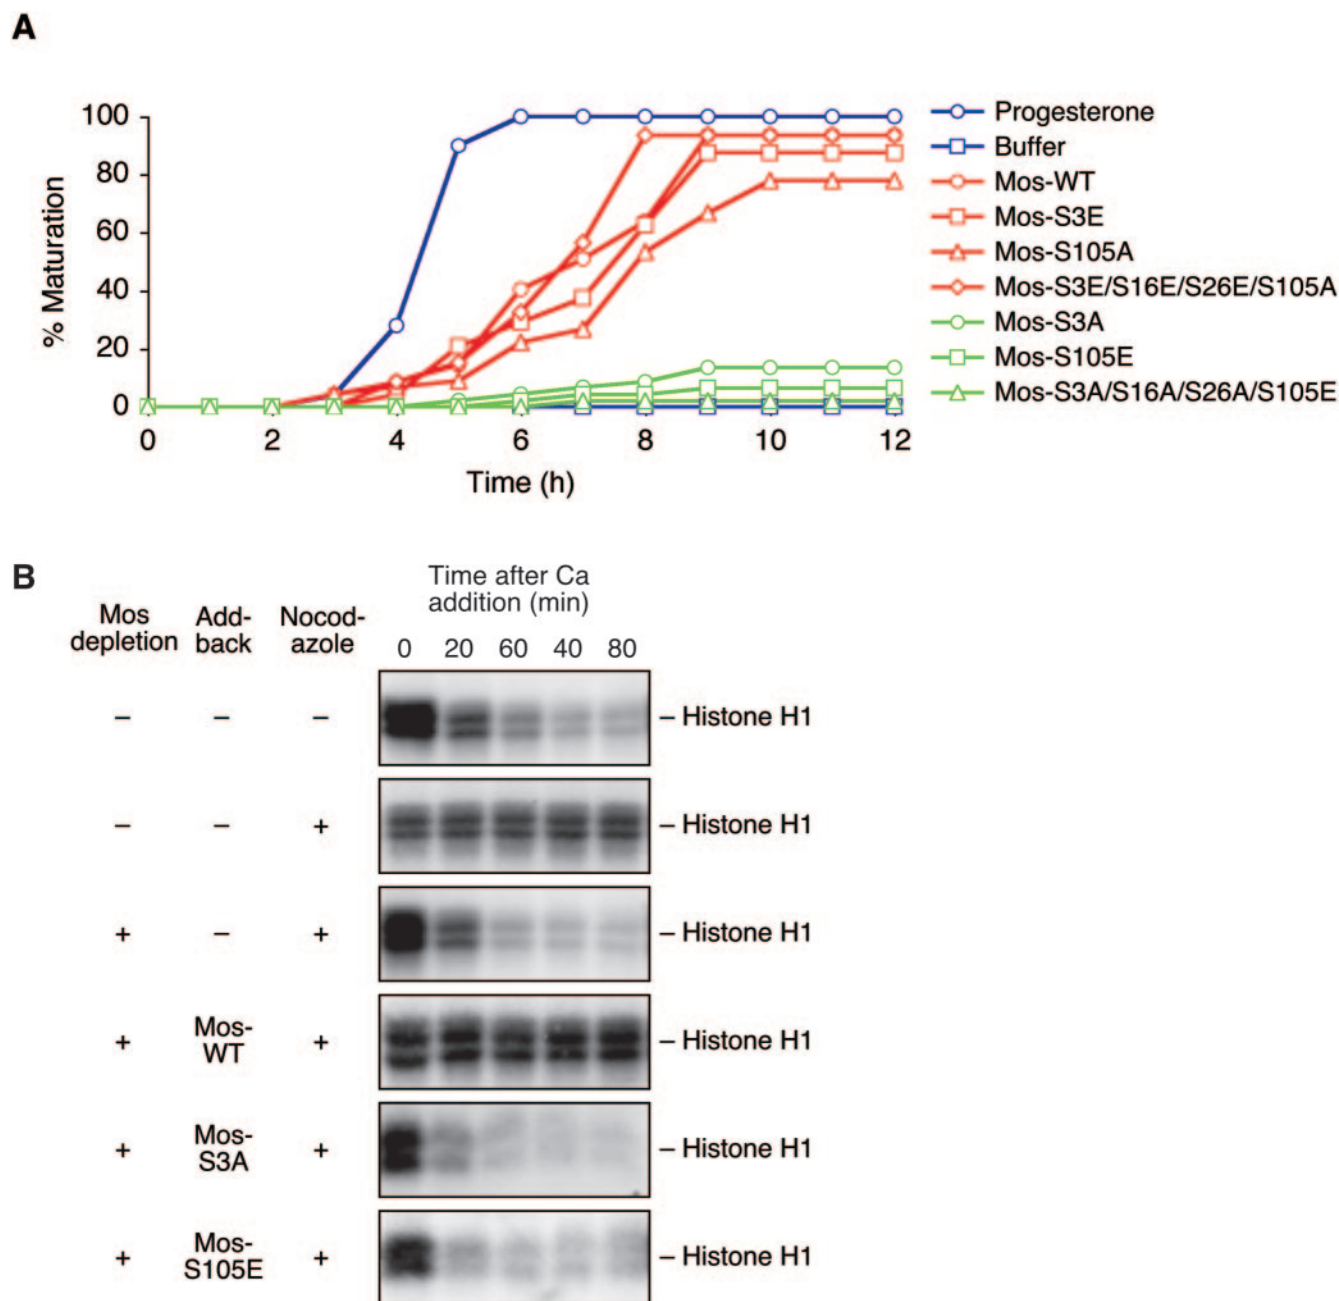 A
% Maturation
100
80
60
40
20
0
0 2 4 6 8 10 12
Time (h)
Progesterone
Buffer
Mos-WT
Mos-S3E
Mos-S105A
Mos-S3E/S16E/S26E/S105A
Mos-S3A
Mos-S105E
Mos-S3A/S16A/S26A/S105E
B
Time after Ca
addition (min)
Mos
depletion
Add-
back
Nocod-
azole
0 20 60 40 80
– – – – Histone H1
– – + – Histone H1
+ – + – Histone H1
Mos-
+ WT + – Histone H1
Mos-
+ S3A + – Histone H1
Mos-
+ S105E + – Histone H1